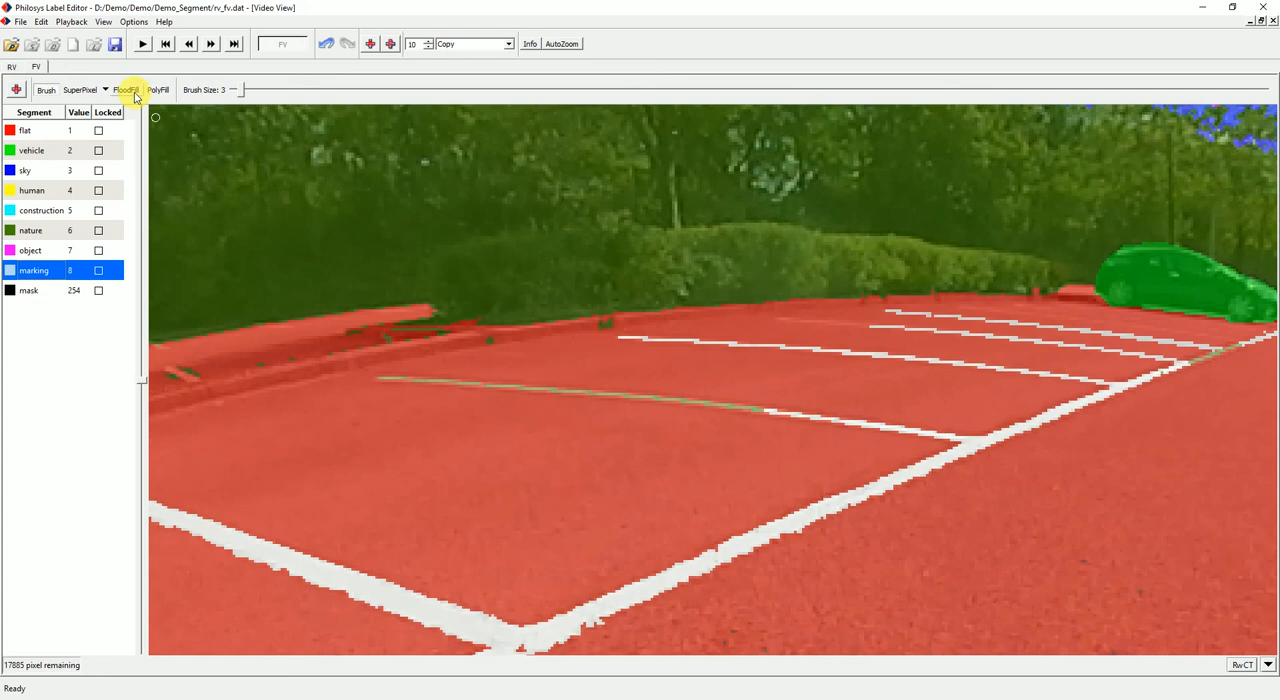 Philosys Label Editor - D:/Demo/Demo/Demo_Segment/rv_fv.dat - [Video View]
File Edit Playback View Options Help
FV 10 Copy Info AutoZoom
RV FV
Brush SuperPixel FloodFill PolyFill Brush Size: 3
Segment Value Locked
flat 1
vehicle 2
sky 3
human 4
construction 5
nature 6
object 7
marking 8
mask 254
17885 pixel remaining RwCT
Ready